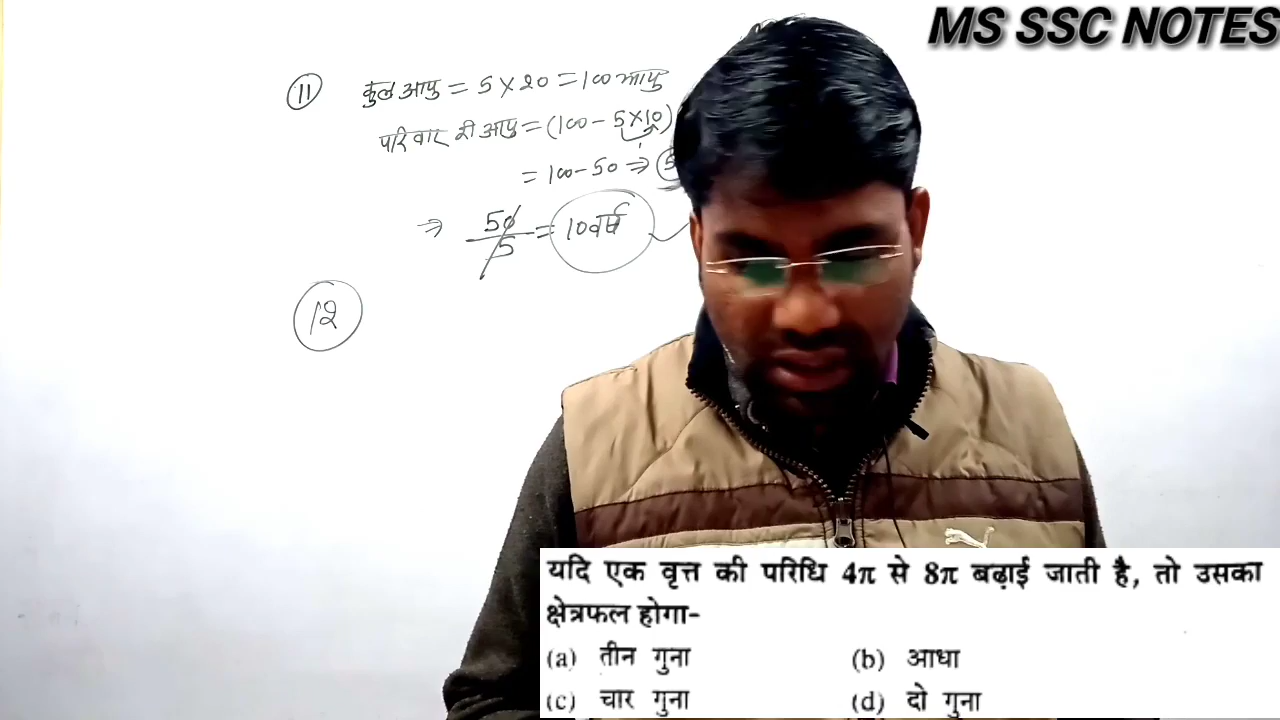 MS SSC NOTES
(11) कुल आयु = 5 × 20 = 100 आयु
परिवार की आयु = (100 - 5×10)
= 100 - 50 ⇒ 5
⇒ 50/5 = 10 वर्ष
(12)
यदि एक वृत्त की परिधि 4π से 8π बढ़ाई जाती है, तो उसका
क्षेत्रफल होगा-
(a) तीन गुना (b) आधा
(c) चार गुना (d) दो गुना